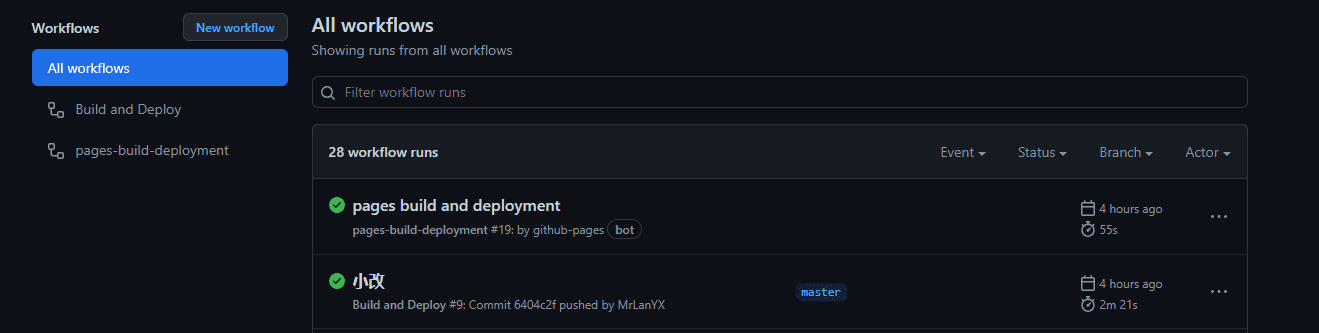 Workflows
New workflow
All workflows
Build and Deploy
pages-build-deployment
All workflows
Showing runs from all workflows
Filter workflow runs
28 workflow runs
Event
Status
Branch
Actor
pages build and deployment
pages-build-deployment #19: by github-pages bot
4 hours ago
55s
小改
Build and Deploy #9: Commit 6404c2f pushed by MrLanYX
master
4 hours ago
2m 21s